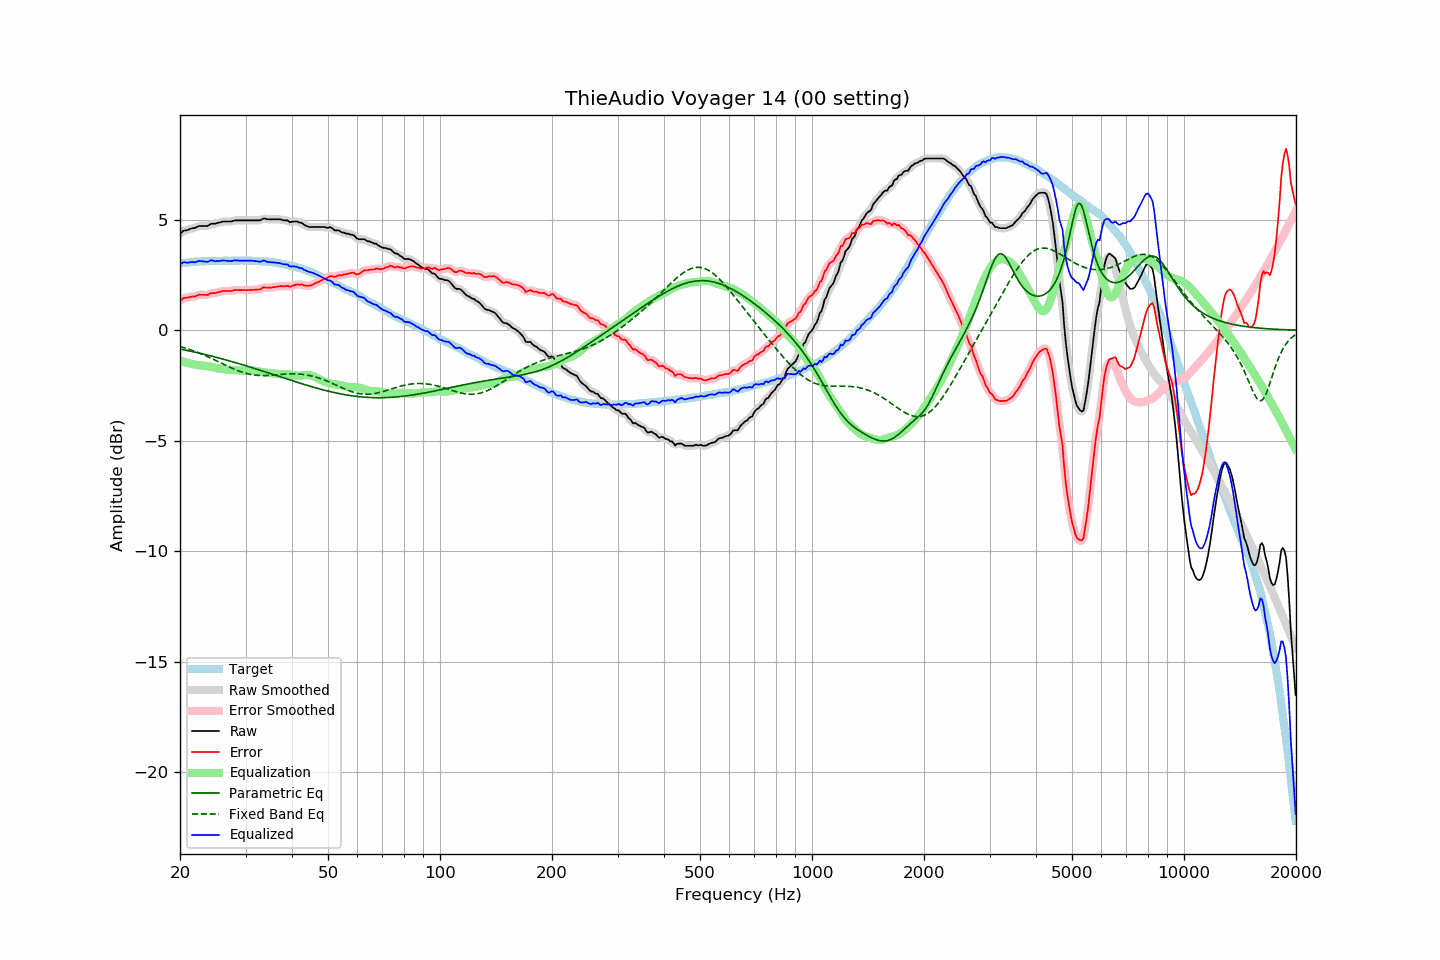 ThieAudio Voyager 14 (00 setting)
Amplitude (dBr)
5
0
−5
−10
−15
−20
Target
Raw Smoothed
Error Smoothed
Raw
Error
Equalization
Parametric Eq
Fixed Band Eq
Equalized
20 50 100 200 500 1000 2000 5000 10000 20000
Frequency (Hz)